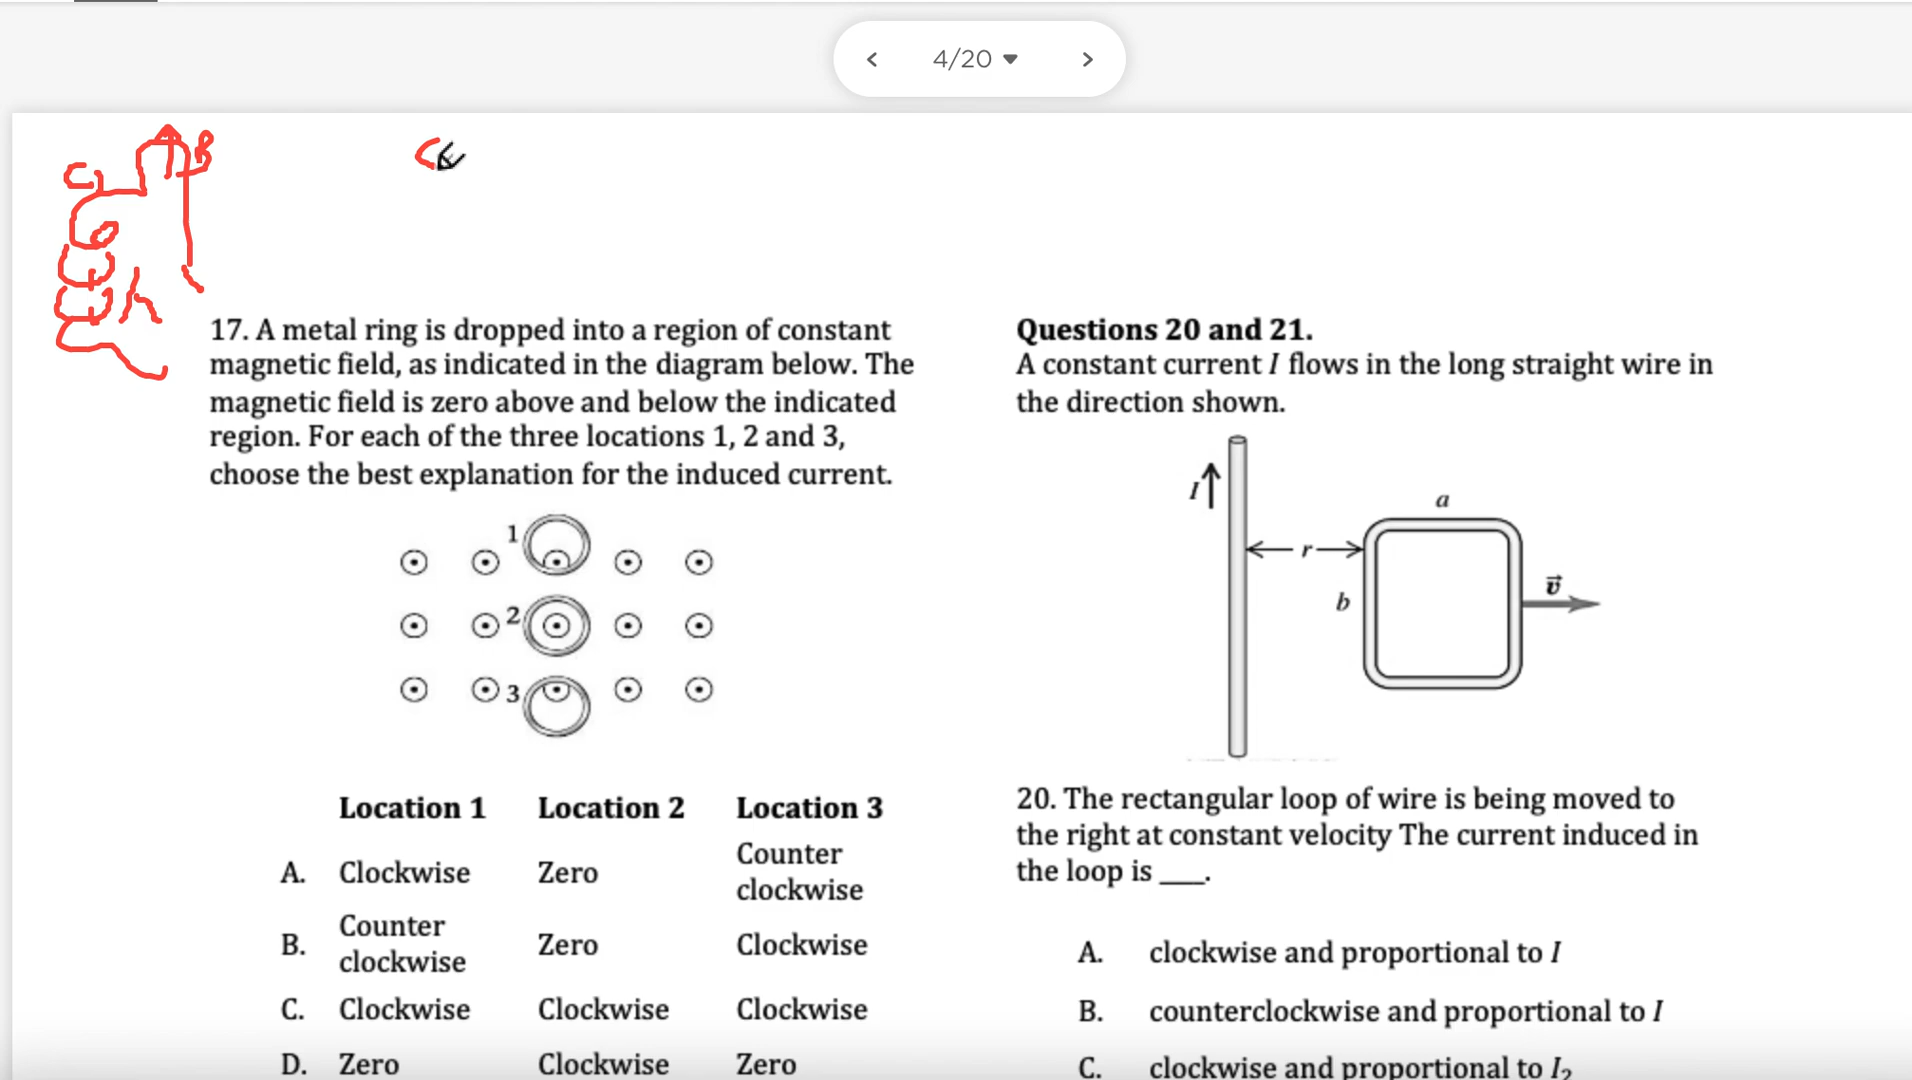 4/20
B
17. A metal ring is dropped into a region of constant
magnetic field, as indicated in the diagram below. The
magnetic field is zero above and below the indicated
region. For each of the three locations 1, 2 and 3,
choose the best explanation for the induced current.
1
2
3
Location 1 Location 2 Location 3
A. Clockwise Zero Counter clockwise
B. Counter clockwise Zero Clockwise
C. Clockwise Clockwise Clockwise
D. Zero Clockwise Zero
Questions 20 and 21.
A constant current I flows in the long straight wire in
the direction shown.
I
a
r
b
v⃗
20. The rectangular loop of wire is being moved to
the right at constant velocity The current induced in
the loop is ___.
A. clockwise and proportional to I
B. counterclockwise and proportional to I
C. clockwise and proportional to I₂